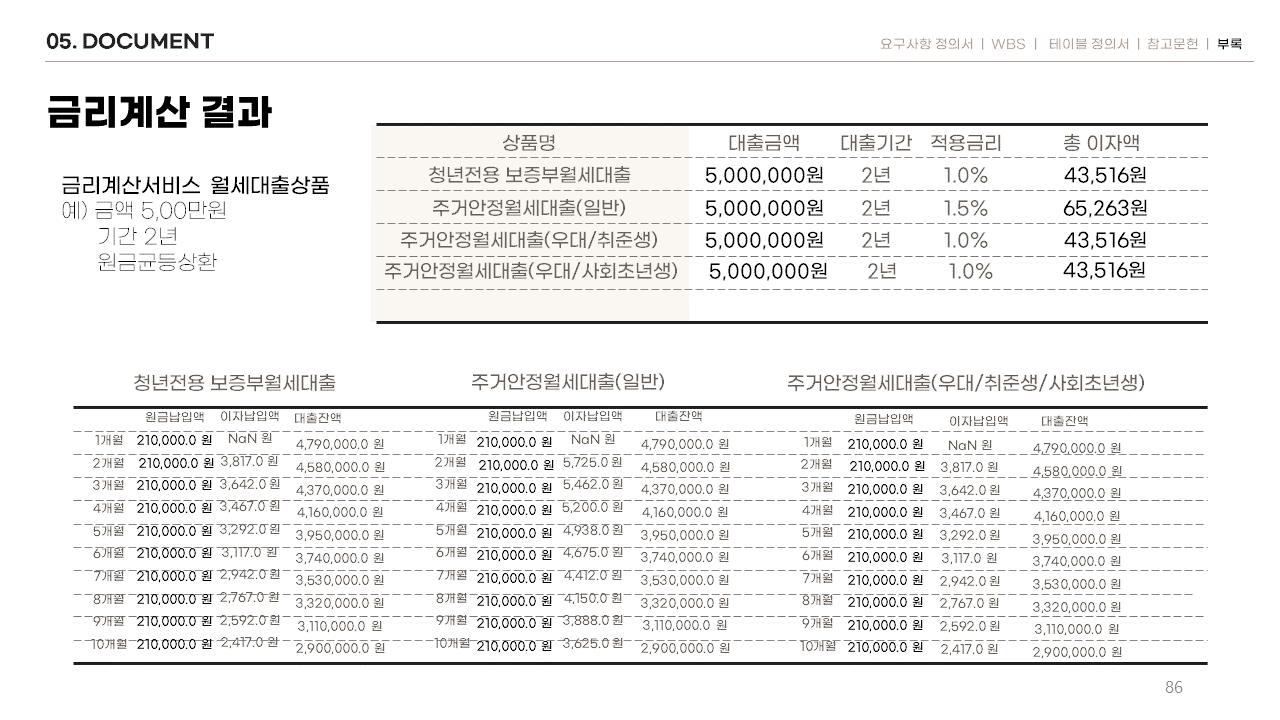 05. DOCUMENT
요구사항 정의서 | WBS | 테이블 정의서 | 참고문헌 | 부록
금리계산 결과
금리계산서비스 월세대출상품
예) 금액 5,00만원
기간 2년
원금균등상환
상품명 대출금액 대출기간 적용금리 총 이자액
청년전용 보증부월세대출 5,000,000원 2년 1.0% 43,516원
주거안정월세대출(일반) 5,000,000원 2년 1.5% 65,263원
주거안정월세대출(우대/취준생) 5,000,000원 2년 1.0% 43,516원
주거안정월세대출(우대/사회초년생) 5,000,000원 2년 1.0% 43,516원
청년전용 보증부월세대출 주거안정월세대출(일반) 주거안정월세대출(우대/취준생/사회초년생)
원금납입액 이자납입액 대출잔액 원금납입액 이자납입액 대출잔액 원금납입액 이자납입액 대출잔액
1개월 210,000.0 원 NaN 원 4,790,000.0 원 1개월 210,000.0 원 NaN 원 4,790,000.0 원 1개월 210,000.0 원 NaN 원 4,790,000.0 원
2개월 210,000.0 원 3,817.0 원 4,580,000.0 원 2개월 210,000.0 원 5,725.0 원 4,580,000.0 원 2개월 210,000.0 원 3,817.0 원 4,580,000.0 원
3개월 210,000.0 원 3,642.0 원 4,370,000.0 원 3개월 210,000.0 원 5,462.0 원 4,370,000.0 원 3개월 210,000.0 원 3,642.0 원 4,370,000.0 원
4개월 210,000.0 원 3,467.0 원 4,160,000.0 원 4개월 210,000.0 원 5,200.0 원 4,160,000.0 원 4개월 210,000.0 원 3,467.0 원 4,160,000.0 원
5개월 210,000.0 원 3,292.0 원 3,950,000.0 원 5개월 210,000.0 원 4,938.0 원 3,950,000.0 원 5개월 210,000.0 원 3,292.0 원 3,950,000.0 원
6개월 210,000.0 원 3,117.0 원 3,740,000.0 원 6개월 210,000.0 원 4,675.0 원 3,740,000.0 원 6개월 210,000.0 원 3,117.0 원 3,740,000.0 원
7개월 210,000.0 원 2,942.0 원 3,530,000.0 원 7개월 210,000.0 원 4,412.0 원 3,530,000.0 원 7개월 210,000.0 원 2,942.0 원 3,530,000.0 원
8개월 210,000.0 원 2,767.0 원 3,320,000.0 원 8개월 210,000.0 원 4,150.0 원 3,320,000.0 원 8개월 210,000.0 원 2,767.0 원 3,320,000.0 원
9개월 210,000.0 원 2,592.0 원 3,110,000.0 원 9개월 210,000.0 원 3,888.0 원 3,110,000.0 원 9개월 210,000.0 원 2,592.0 원 3,110,000.0 원
10개월 210,000.0 원 2,417.0 원 2,900,000.0 원 10개월 210,000.0 원 3,625.0 원 2,900,000.0 원 10개월 210,000.0 원 2,417.0 원 2,900,000.0 원
86